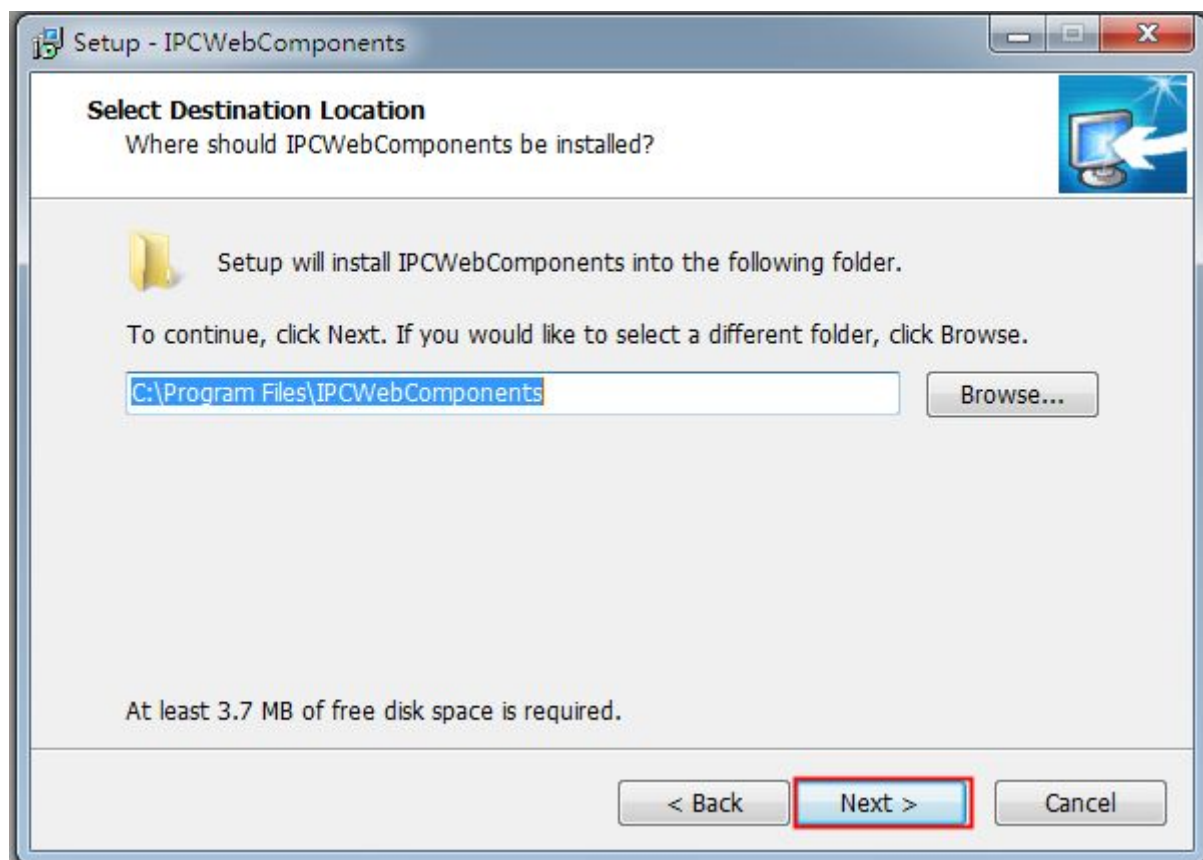 Setup - IPCWebComponents
Select Destination Location
Where should IPCWebComponents be installed?
Setup will install IPCWebComponents into the following folder.
To continue, click Next. If you would like to select a different folder, click Browse.
C:\Program Files\IPCWebComponents
Browse...
At least 3.7 MB of free disk space is required.
< Back
Next >
Cancel